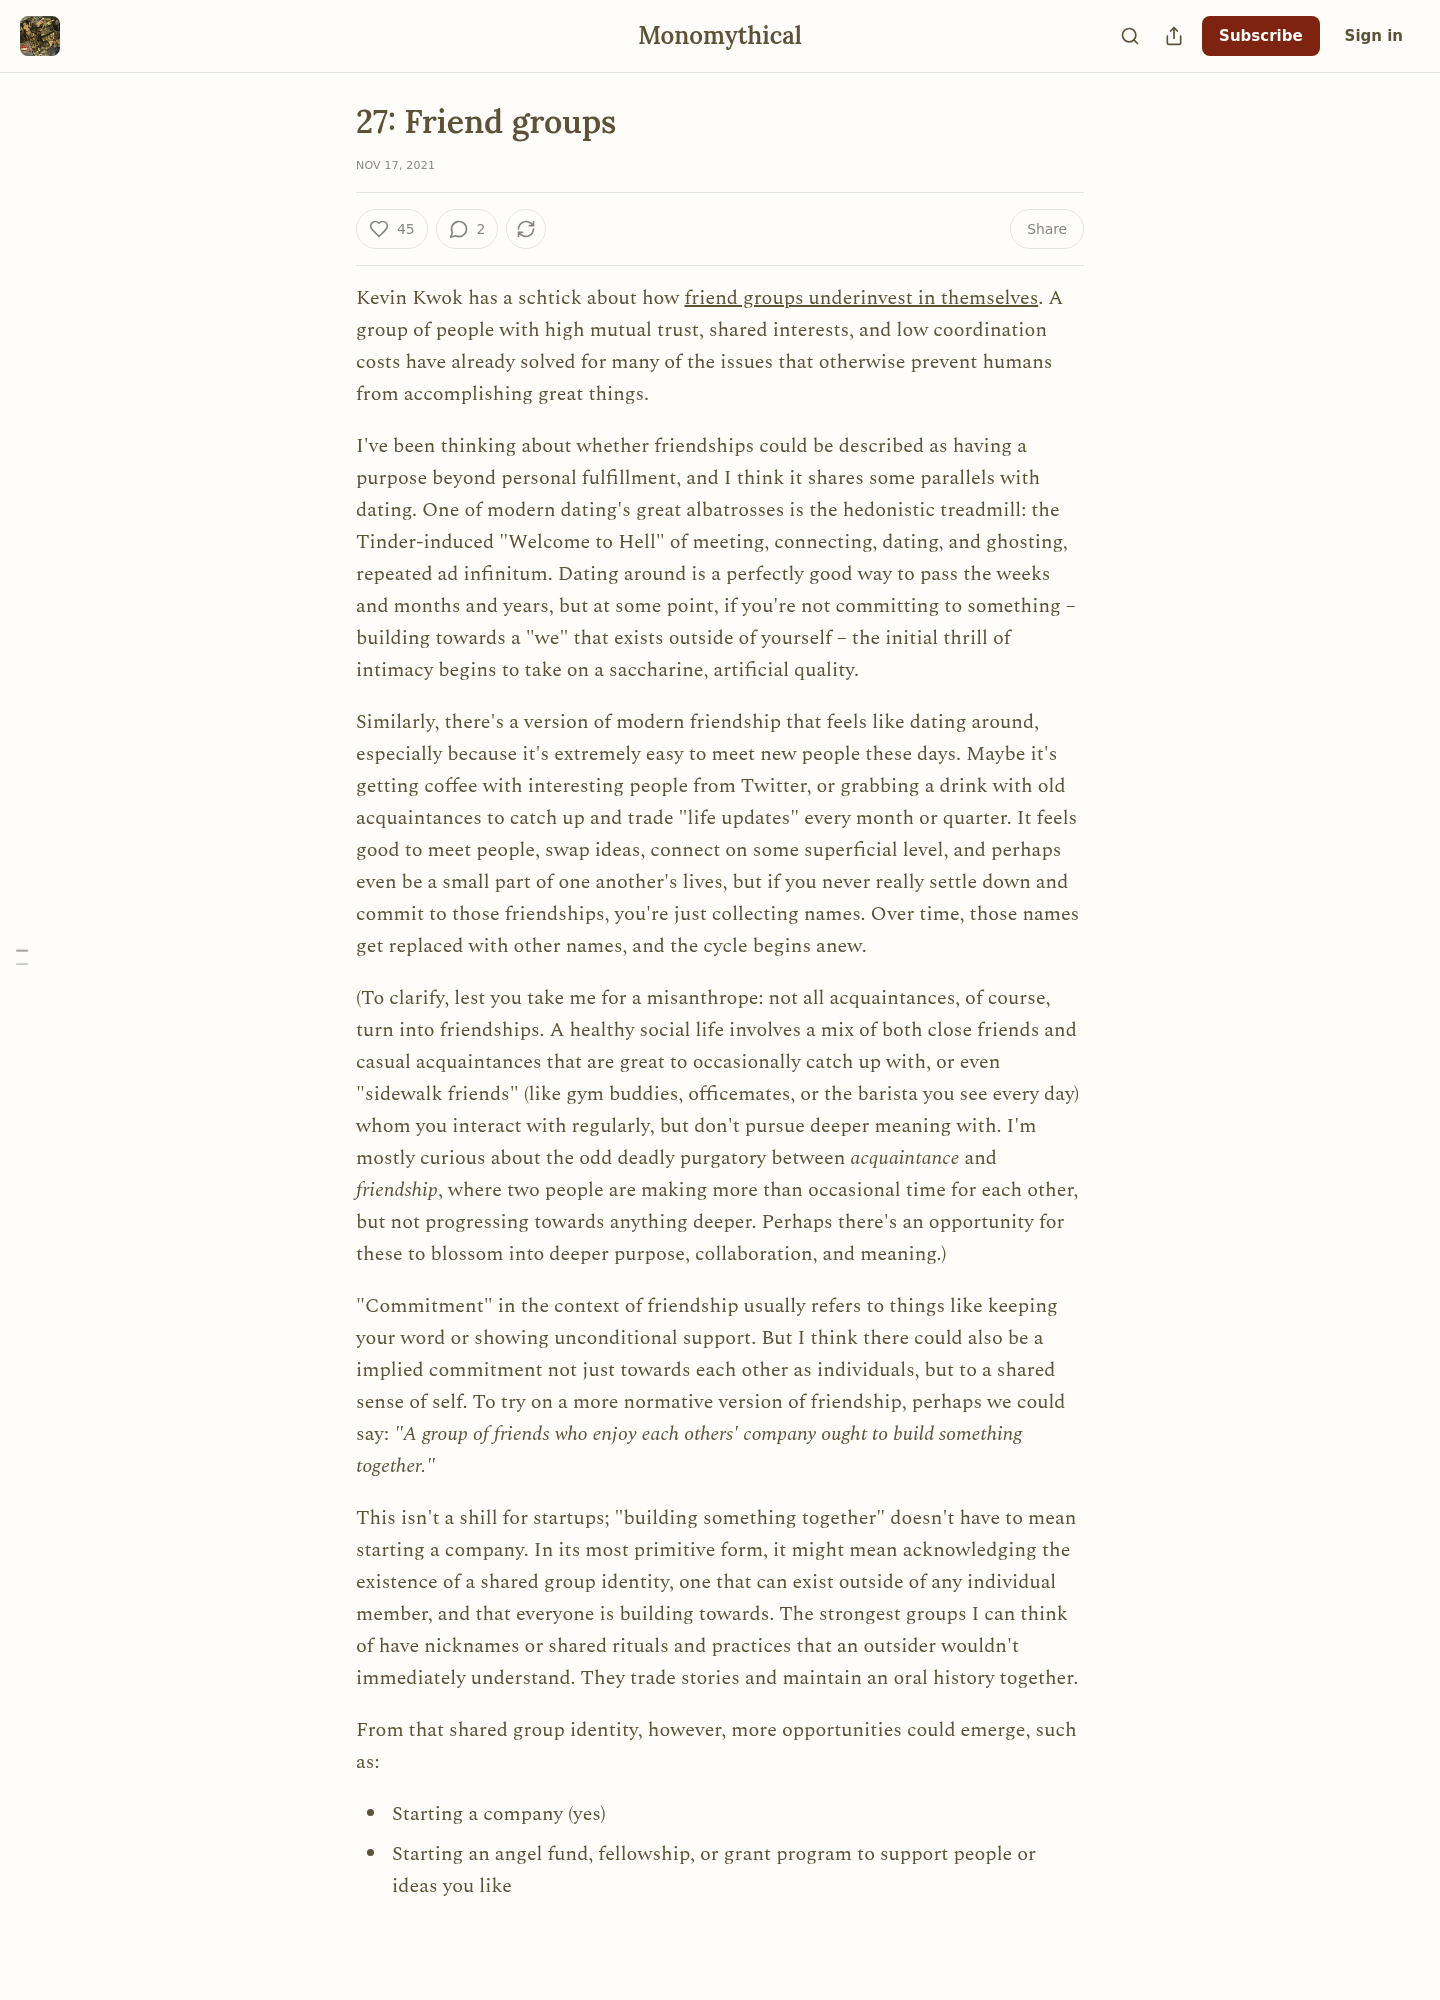 Monomythical
Subscribe
Sign in
27: Friend groups
NOV 17, 2021
45
2
Share
Kevin Kwok has a schtick about how friend groups underinvest in themselves. A
group of people with high mutual trust, shared interests, and low coordination
costs have already solved for many of the issues that otherwise prevent humans
from accomplishing great things.
I've been thinking about whether friendships could be described as having a
purpose beyond personal fulfillment, and I think it shares some parallels with
dating. One of modern dating's great albatrosses is the hedonistic treadmill: the
Tinder-induced "Welcome to Hell" of meeting, connecting, dating, and ghosting,
repeated ad infinitum. Dating around is a perfectly good way to pass the weeks
and months and years, but at some point, if you're not committing to something –
building towards a "we" that exists outside of yourself – the initial thrill of
intimacy begins to take on a saccharine, artificial quality.
Similarly, there's a version of modern friendship that feels like dating around,
especially because it's extremely easy to meet new people these days. Maybe it's
getting coffee with interesting people from Twitter, or grabbing a drink with old
acquaintances to catch up and trade "life updates" every month or quarter. It feels
good to meet people, swap ideas, connect on some superficial level, and perhaps
even be a small part of one another's lives, but if you never really settle down and
commit to those friendships, you're just collecting names. Over time, those names
get replaced with other names, and the cycle begins anew.
(To clarify, lest you take me for a misanthrope: not all acquaintances, of course,
turn into friendships. A healthy social life involves a mix of both close friends and
casual acquaintances that are great to occasionally catch up with, or even
"sidewalk friends" (like gym buddies, officemates, or the barista you see every day)
whom you interact with regularly, but don't pursue deeper meaning with. I'm
mostly curious about the odd deadly purgatory between acquaintance and
friendship, where two people are making more than occasional time for each other,
but not progressing towards anything deeper. Perhaps there's an opportunity for
these to blossom into deeper purpose, collaboration, and meaning.)
"Commitment" in the context of friendship usually refers to things like keeping
your word or showing unconditional support. But I think there could also be a
implied commitment not just towards each other as individuals, but to a shared
sense of self. To try on a more normative version of friendship, perhaps we could
say: "A group of friends who enjoy each others' company ought to build something
together."
This isn't a shill for startups; "building something together" doesn't have to mean
starting a company. In its most primitive form, it might mean acknowledging the
existence of a shared group identity, one that can exist outside of any individual
member, and that everyone is building towards. The strongest groups I can think
of have nicknames or shared rituals and practices that an outsider wouldn't
immediately understand. They trade stories and maintain an oral history together.
From that shared group identity, however, more opportunities could emerge, such
as:
• Starting a company (yes)
• Starting an angel fund, fellowship, or grant program to support people or
ideas you like